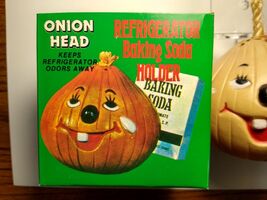 ONION
HEAD
KEEPS
REFRIGERATOR
ODORS AWAY
REFRIGERATOR
Baking Soda
HOLDER
BAKING
SODA